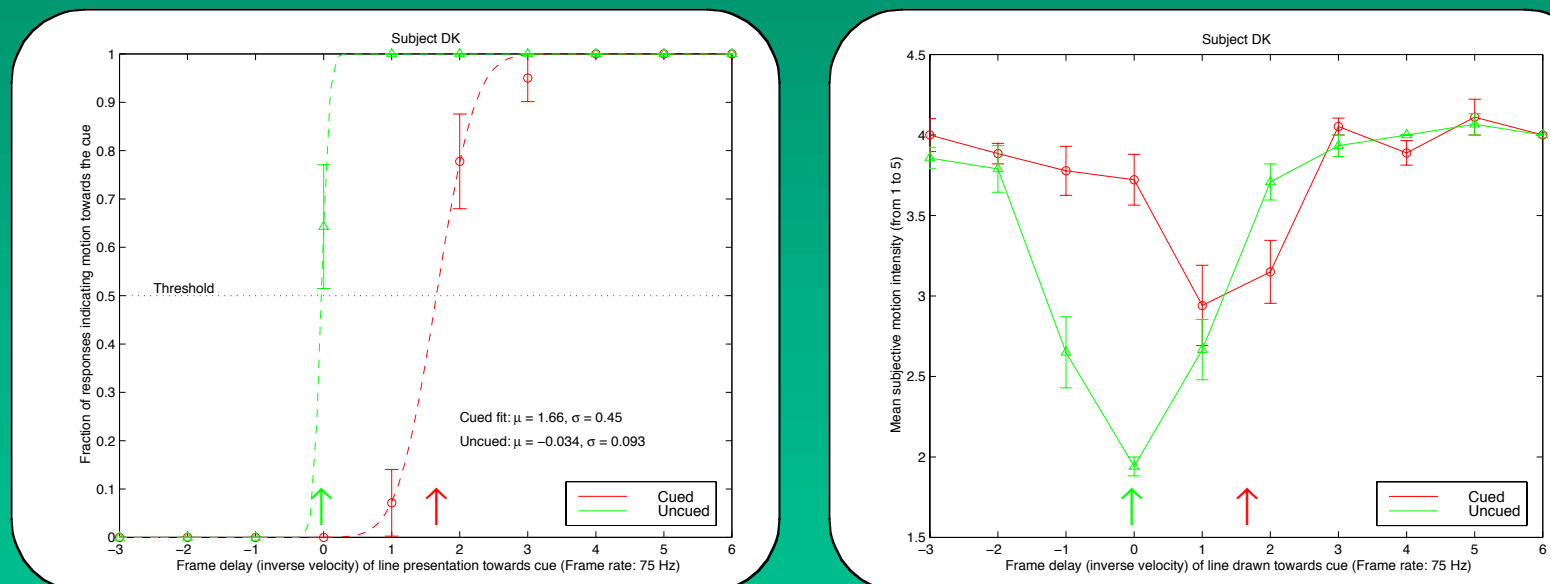 Subject DK
1
0.9
0.8
0.7
0.6
0.5
0.4
0.3
0.2
0.1
0
Fraction of responses indicating motion towards the cue
Threshold
Cued fit: μ = 1.66, σ = 0.45
Uncued: μ = −0.034, σ = 0.093
Cued
Uncued
−3 −2 −1 0 1 2 3 4 5 6
Frame delay (inverse velocity) of line presentation towards cue (Frame rate: 75 Hz)
Subject DK
4.5
4
3.5
3
2.5
2
1.5
Mean subjective motion intensity (from 1 to 5)
Cued
Uncued
−3 −2 −1 0 1 2 3 4 5 6
Frame delay (inverse velocity) of line drawn towards cue (Frame rate: 75 Hz)